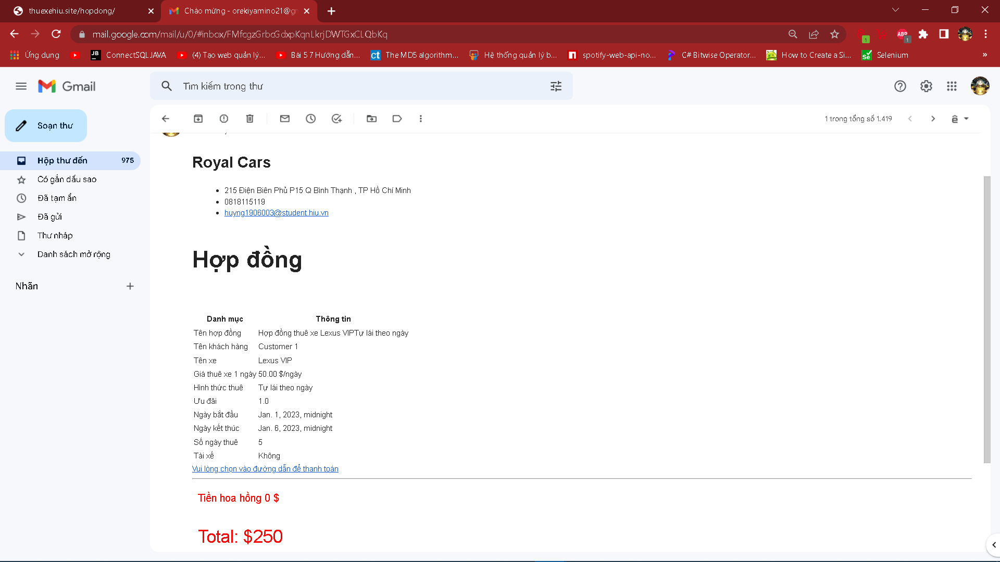 thuexehiu.site/hopdong/
Chào mừng - orekiyamino21@gm
mail.google.com/mail/u/0/#inbox/FMfcgzGrbcGdxpKqnLkrjDWTGxCLQbKq
ABP
1
1
Ứng dụng
JB
ConnectSQLJAVA
(4) Tạo web quản lý...
Bài 5 7 Hướng dẫn...
ct
The MD5 algorithm...
Hệ thống quản lý b...
spotify-web-api-no...
C# Bitwise Operator...
How to Create a Si...
Se
Selenium
»
Gmail
Tìm kiếm trong thư
Soạn thư
1 trong tổng số 1.419
Hộp thư đến
975
Có gắn dấu sao
Đã tạm ẩn
Đã gửi
Thư nháp
Danh sách mở rộng
Nhãn
Royal Cars
215 Điện Biên Phủ P15 Q Bình Thạnh , TP Hồ Chí Minh
0818115119
huyng1906003@student.hiu.vn
Hợp đồng
Danh mục Thông tin
Tên hợp đồng Hợp đồng thuê xe Lexus VIPTự lái theo ngày
Tên khách hàng Customer 1
Tên xe Lexus VIP
Giá thuê xe 1 ngày 50.00 $/ngày
Hình thức thuê Tự lái theo ngày
Ưu đãi 1.0
Ngày bắt đầu Jan. 1, 2023, midnight
Ngày kết thúc Jan. 6, 2023, midnight
Số ngày thuê 5
Tài xế Không
Vui lòng chọn vào đường dẫn để thanh toán
Tiền hoa hồng 0 $
Total: $250